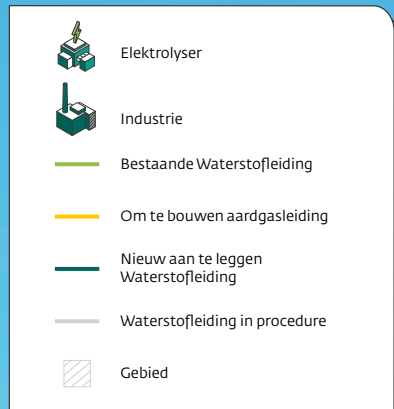 Elektrolyser
Industrie
Bestaande Waterstofleiding
Om te bouwen aardgasleiding
Nieuw aan te leggen
Waterstofleiding
Waterstofleiding in procedure
Gebied